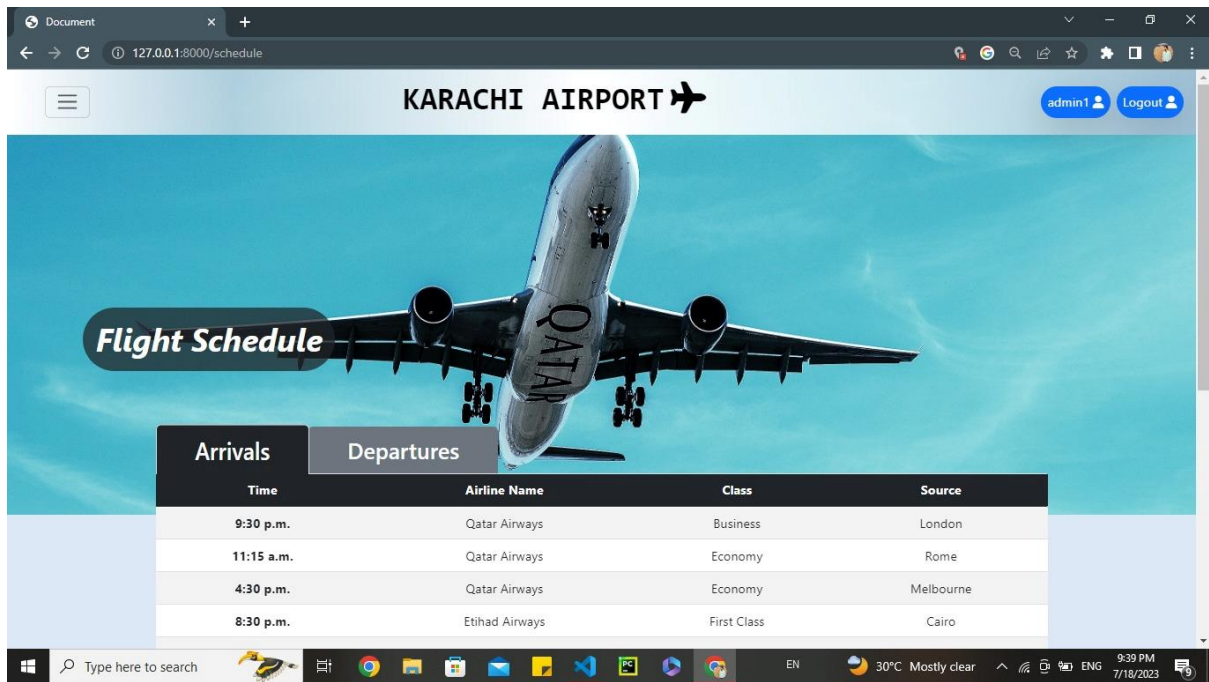 Document
127.0.0.1:8000/schedule
KARACHI AIRPORT
admin1
Logout
QATAR
Flight Schedule
Arrivals Departures
Time Airline Name Class Source
9:30 p.m. Qatar Airways Business London
11:15 a.m. Qatar Airways Economy Rome
4:30 p.m. Qatar Airways Economy Melbourne
8:30 p.m. Etihad Airways First Class Cairo
Type here to search
PC
EN
30°C Mostly clear
ENG
9:39 PM
7/18/2023
9